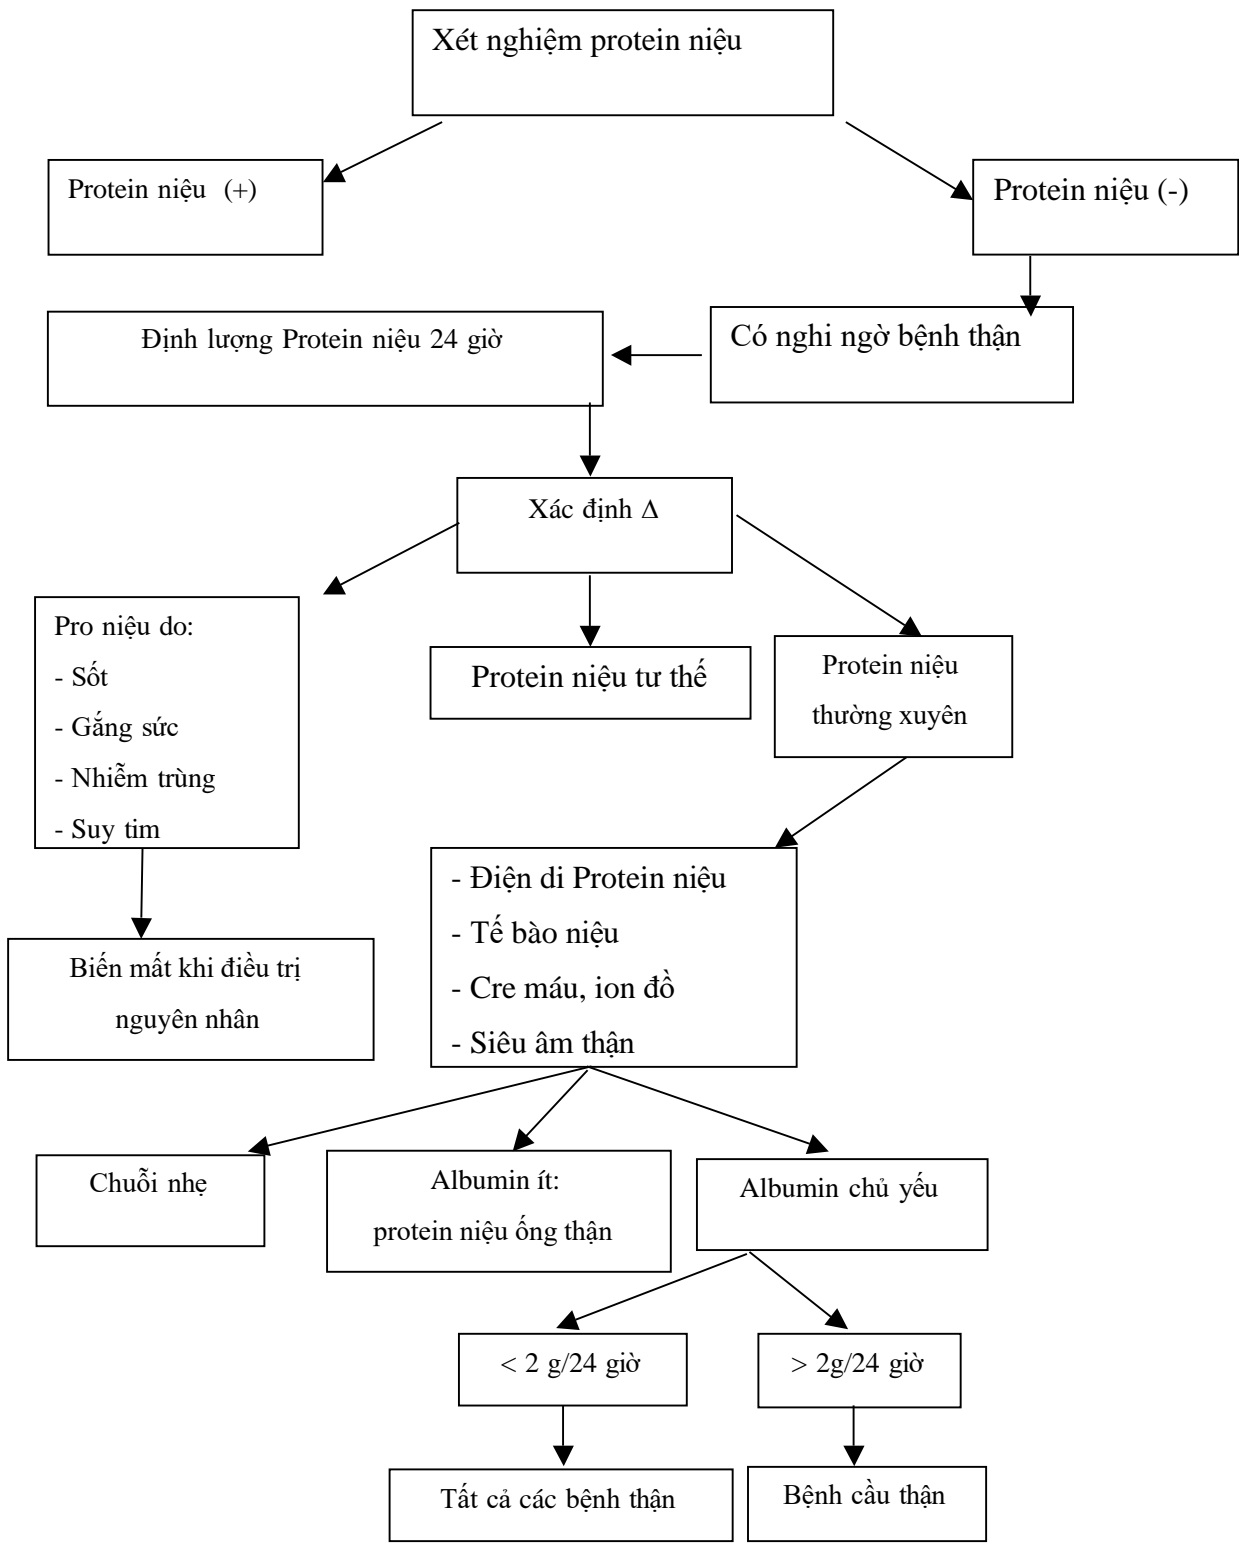 Xét nghiệm protein niệu
Protein niệu (+)
Protein niệu (-)
Định lượng Protein niệu 24 giờ
Có nghi ngờ bệnh thận
Xác định Δ
Pro niệu do:
- Sốt
- Gắng sức
- Nhiễm trùng
- Suy tim
Protein niệu tư thế
Protein niệu
thường xuyên
Biến mất khi điều trị
nguyên nhân
- Điện di Protein niệu
- Tế bào niệu
- Cre máu, ion đồ
- Siêu âm thận
Chuỗi nhẹ
Albumin ít:
protein niệu ống thận
Albumin chủ yếu
< 2 g/24 giờ
> 2g/24 giờ
Tất cả các bệnh thận
Bệnh cầu thận